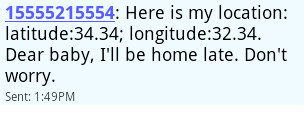 15555215554: Here is my location:
latitude:34.34; longitude:32.34.
Dear baby, I'll be home late. Don't
worry.
Sent: 1:49PM